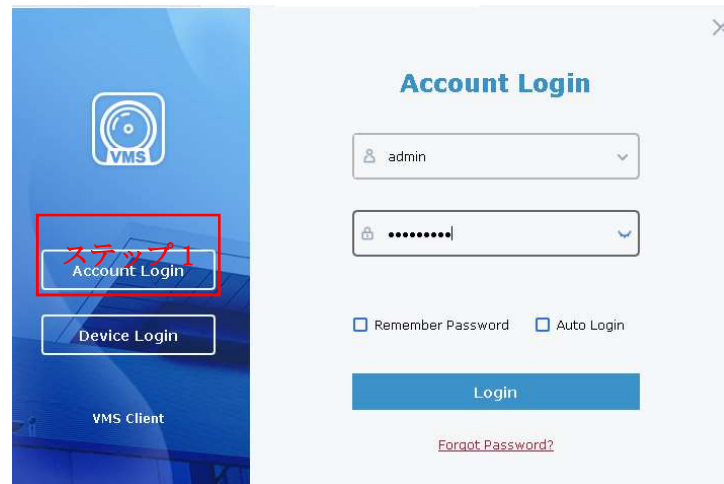 VMS
ステップ1
Account Login
Device Login
VMS Client
Account Login
admin
•••••••••
Remember Password
Auto Login
Login
Forgot Password?